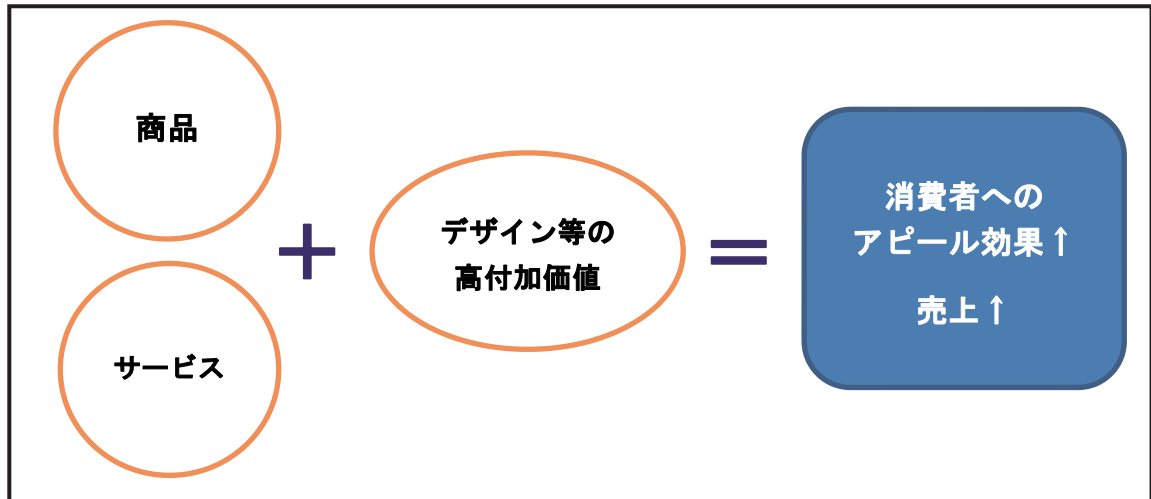 商品
サービス
＋
デザイン等の
高付加価値
＝
消費者への
アピール効果↑
売上↑